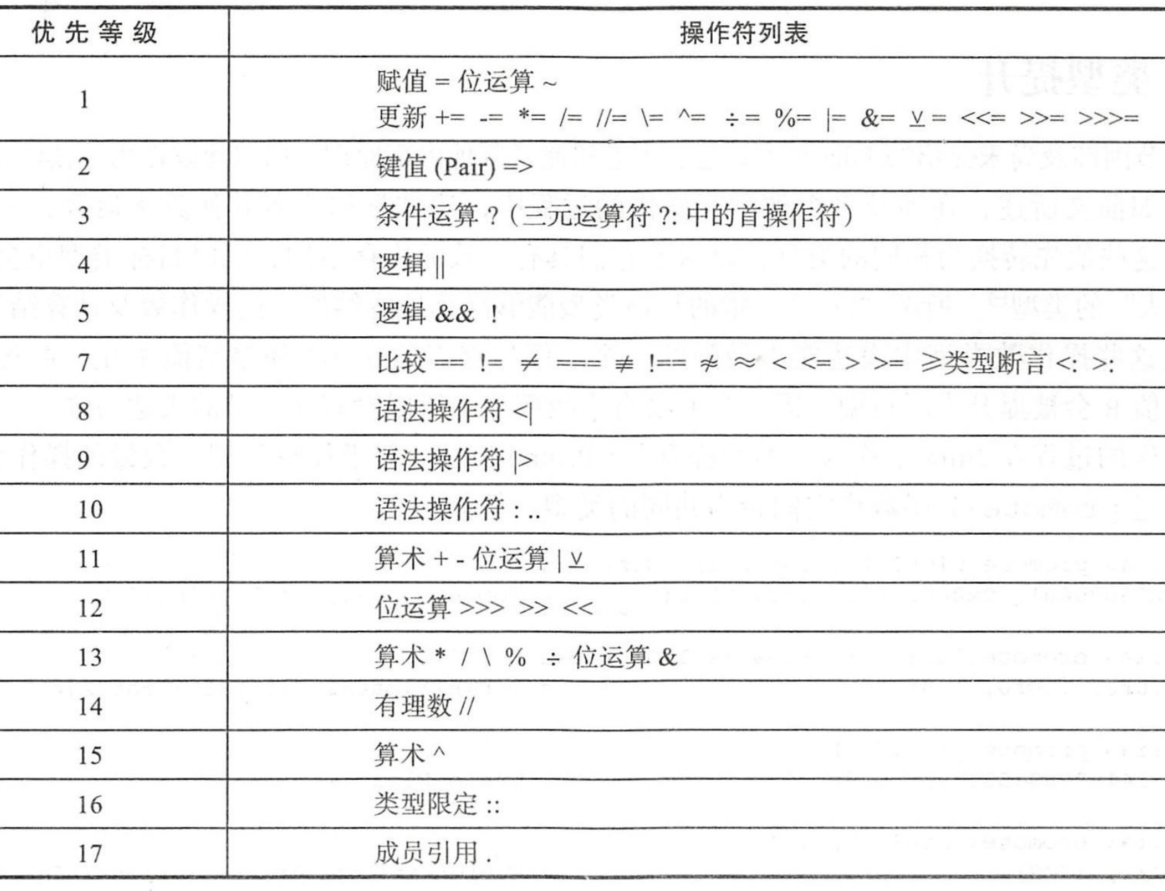 优先等级 操作符列表
1 赋值 = 位运算 ~
更新 += -= *= /= //= \= ^= ÷= %= |= &= ⊻= <<= >>= >>>=
2 键值 (Pair) =>
3 条件运算 ?（三元运算符 ?: 中的首操作符）
4 逻辑 ||
5 逻辑 && !
7 比较 == != ≠ === ≢ !== ≉ ≈ < <= > >= ⩾类型断言 <: >:
8 语法操作符 <|
9 语法操作符 |>
10 语法操作符 : ..
11 算术 + - 位运算 | ⊻
12 位运算 >>> >> <<
13 算术 * / \ % ÷ 位运算 &
14 有理数 //
15 算术 ^
16 类型限定 ::
17 成员引用 .